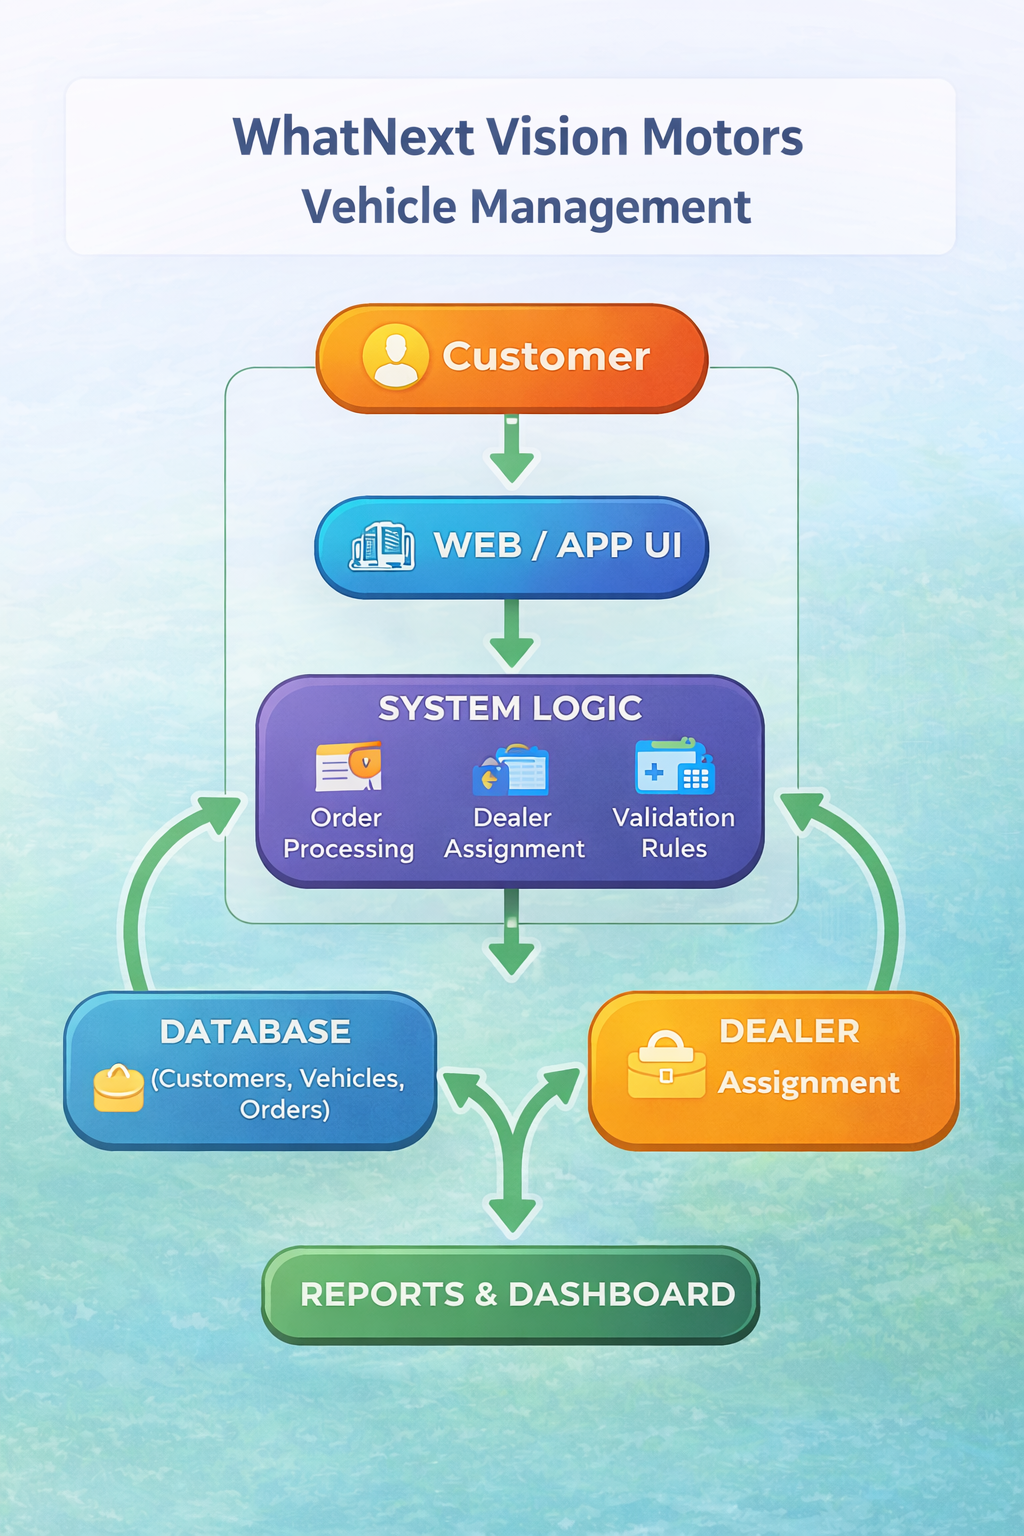 WhatNext Vision Motors
Vehicle Management
Customer
WEB / APP UI
SYSTEM LOGIC
Order
Processing
Dealer
Assignment
Validation
Rules
DATABASE
(Customers, Vehicles,
Orders)
DEALER
Assignment
REPORTS & DASHBOARD